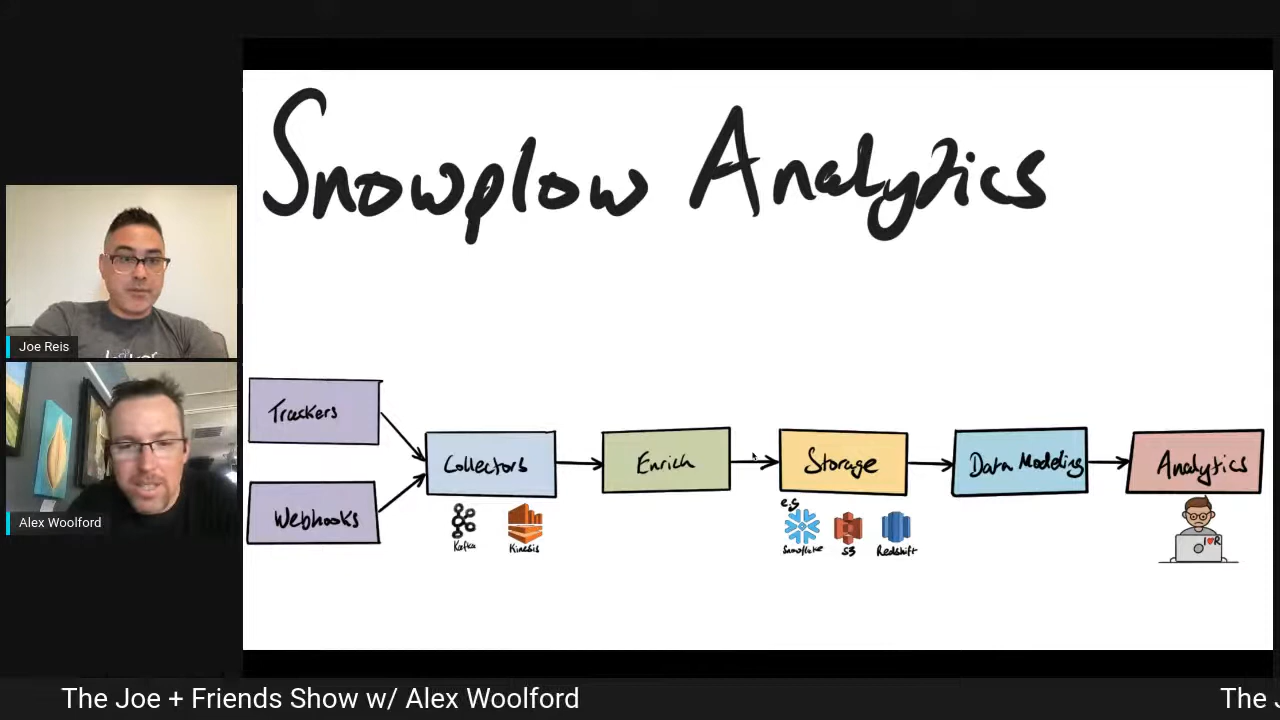 Snowplow Analytics
Joe Reis
Alex Woolford
Trackers
Webhooks
Collectors
Kafka
Kinesis
Enrich
Storage
e.g
Snowflake
S3
Redshift
Data Modeling
Analytics
I ♥ R
The Joe + Friends Show w/ Alex Woolford
The J